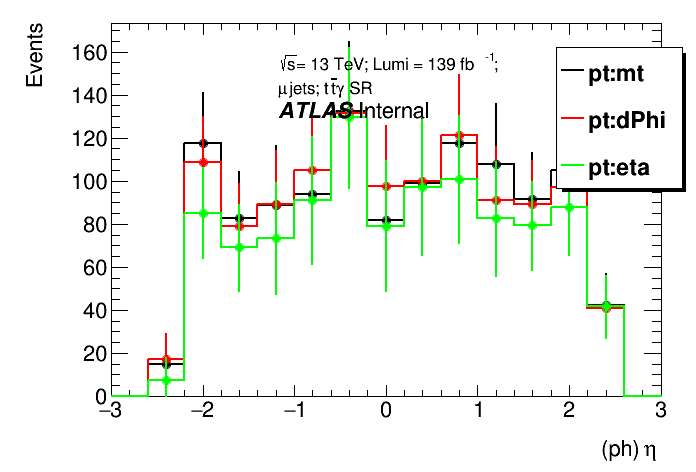 Events
√s= 13 TeV; Lumi = 139 fb⁻¹;
μjets; tt̄γ SR
ATLAS Internal
pt:mt
pt:dPhi
pt:eta
160
140
120
100
80
60
40
20
0
−3 −2 −1 0 1 2 3
(ph) η